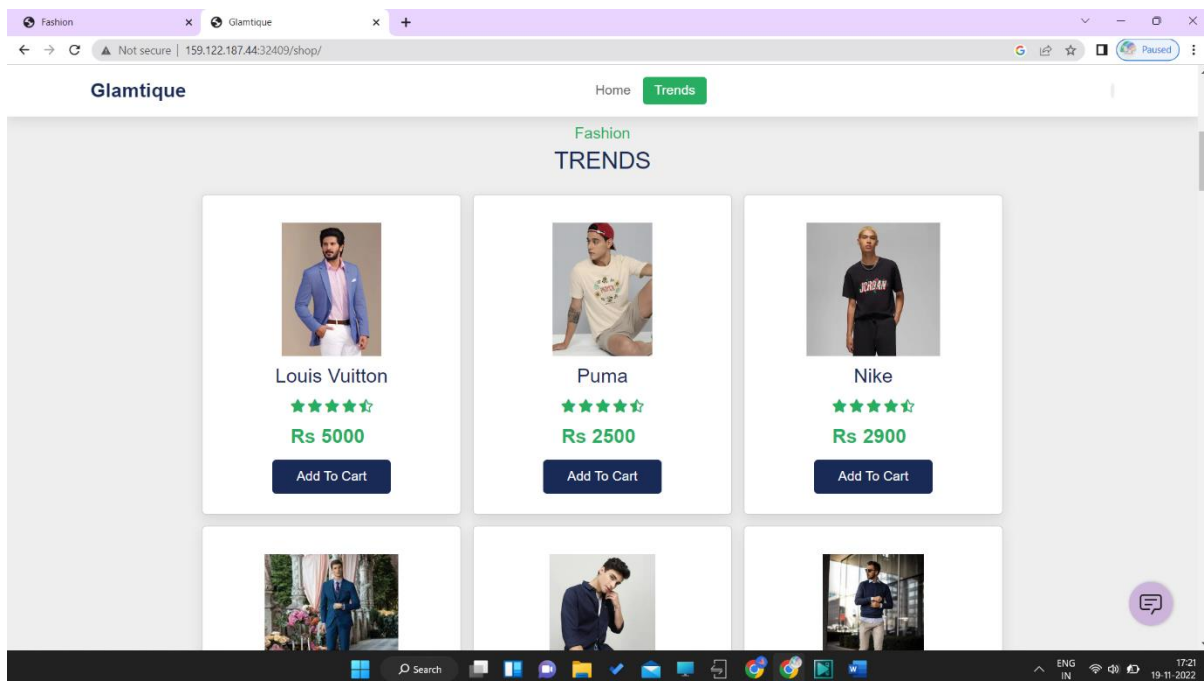 Fashion
Glamtique
Not secure | 159.122.187.44:32409/shop/
Paused
Glamtique
Home
Trends
Fashion
TRENDS
Louis Vuitton
Rs 5000
Add To Cart
Puma
Rs 2500
Add To Cart
JORDAN
Nike
Rs 2900
Add To Cart
Search
ENG
IN
17:21
19-11-2022